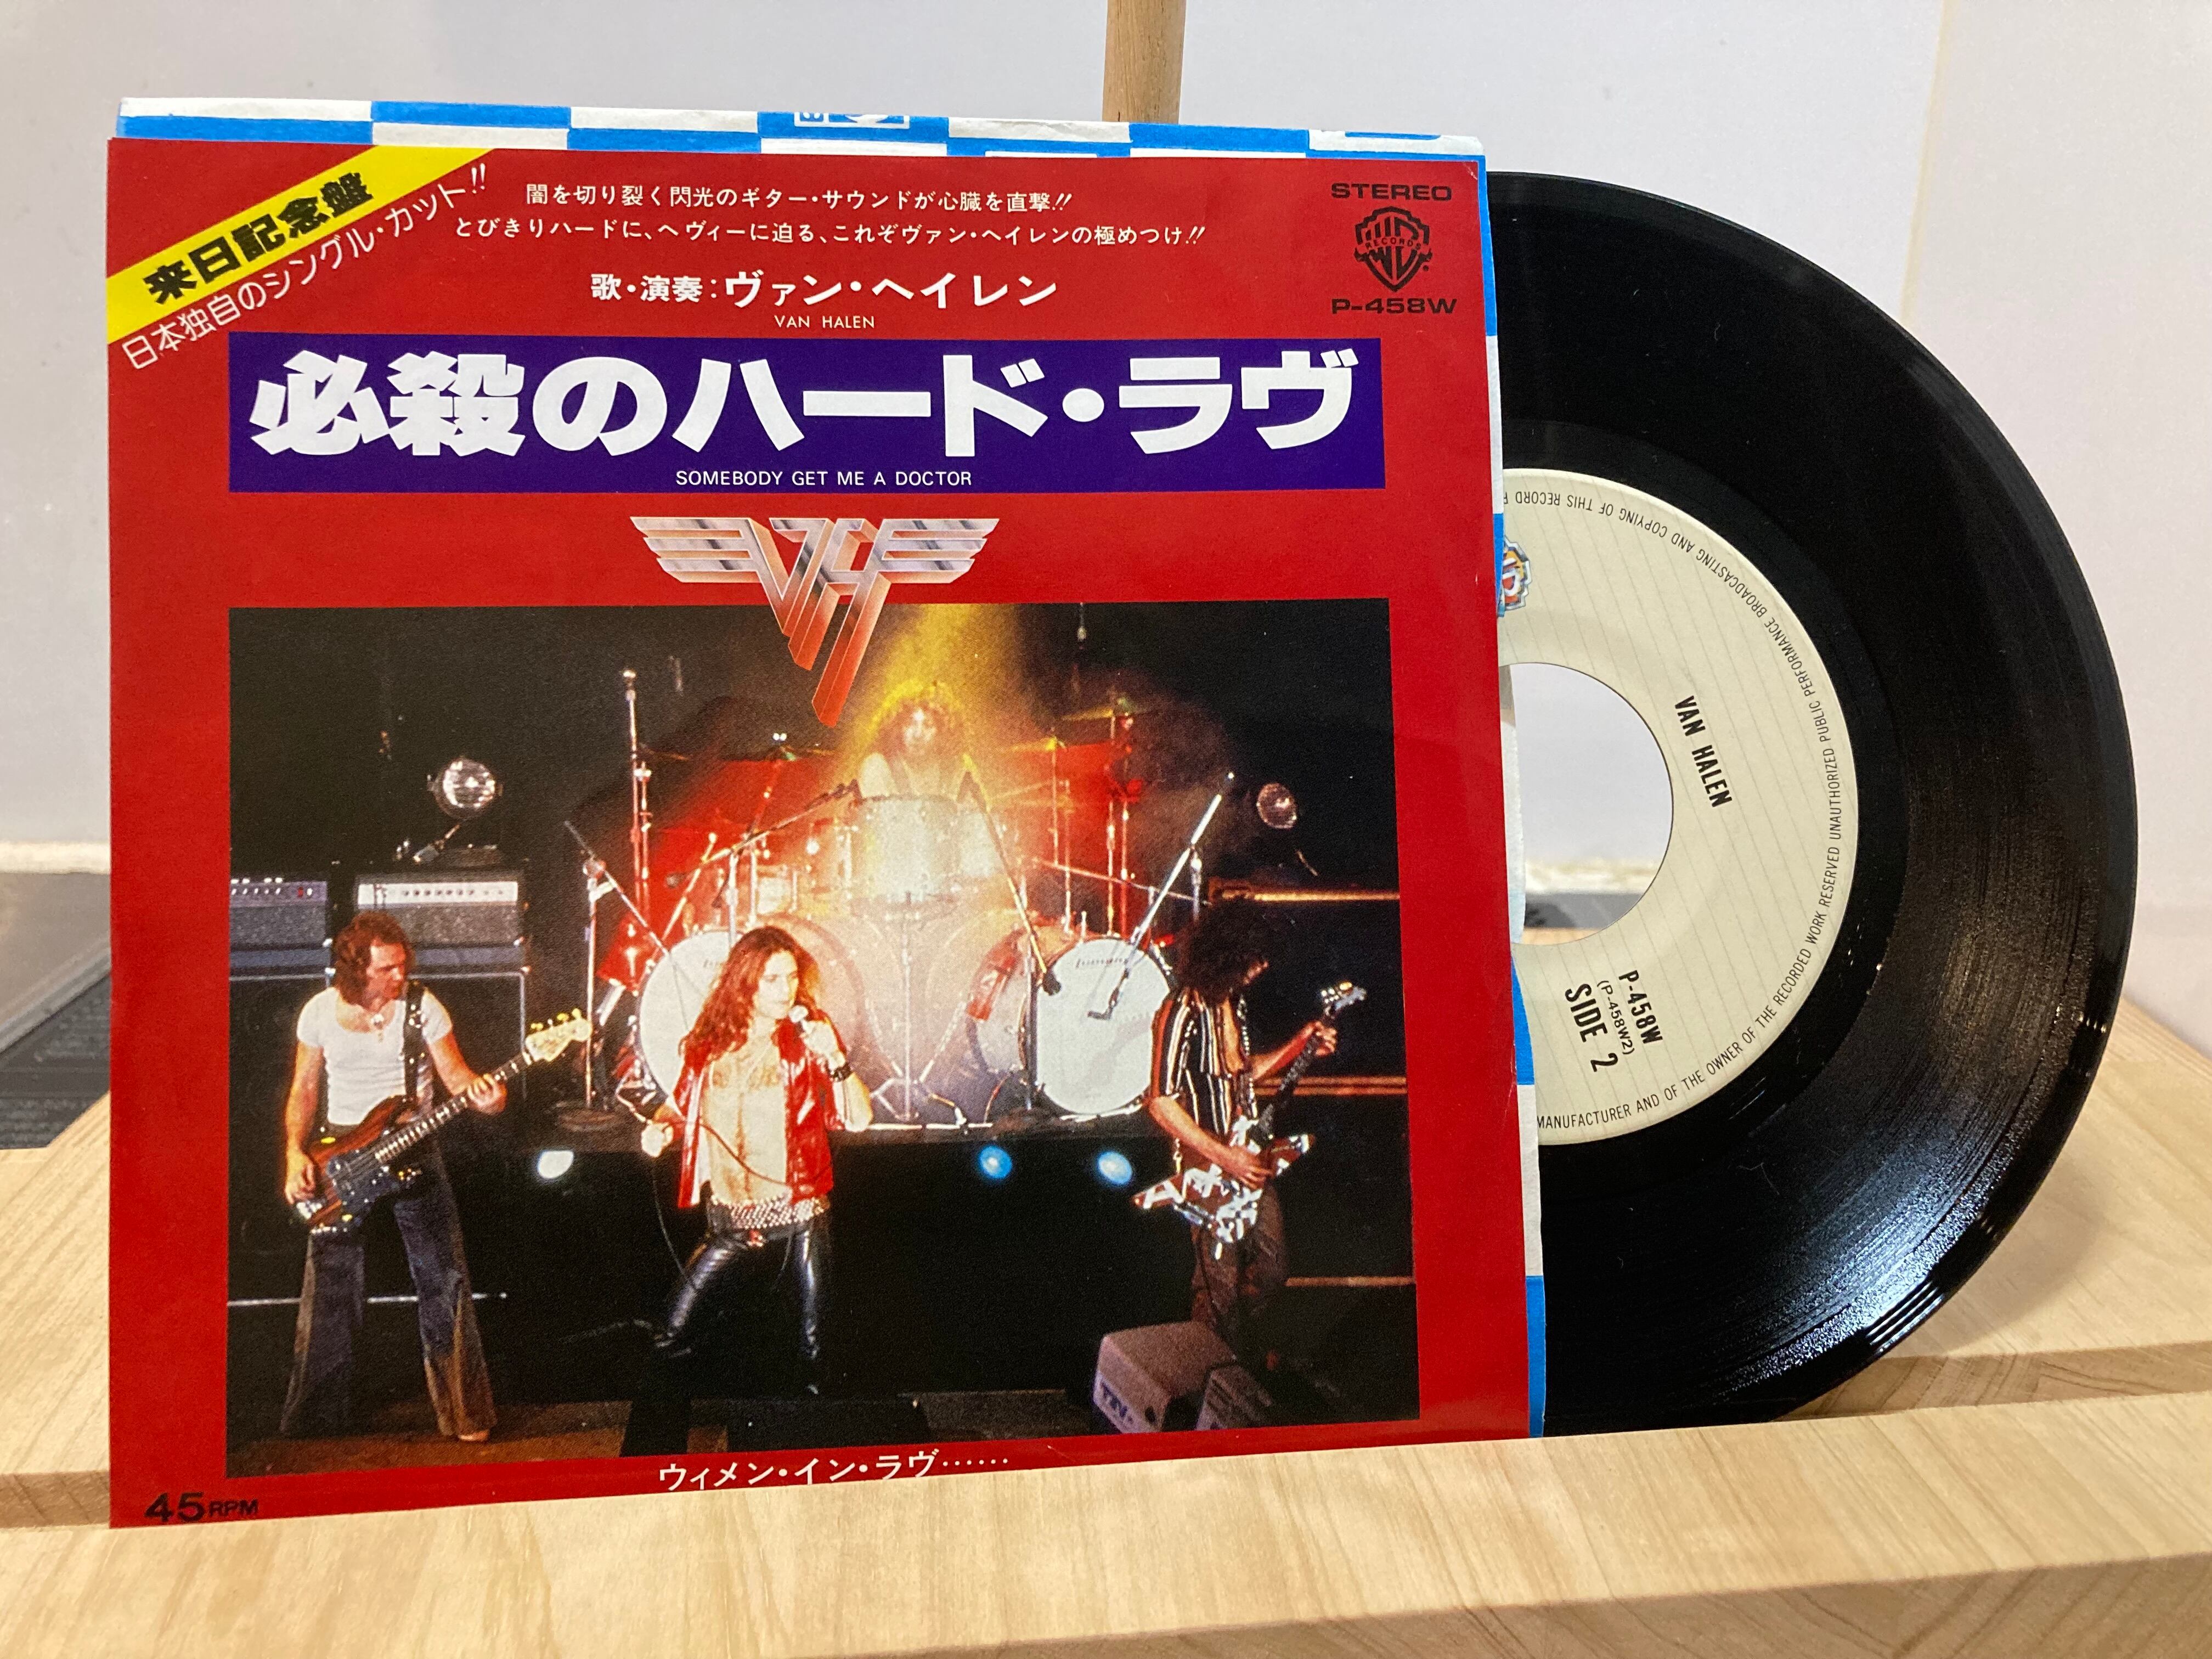 来日記念盤
日本独自のシングル・カット!!
闇を切り裂く閃光のギター・サウンドが心臓を直撃!!
とびきりハードに、ヘヴィーに迫る、これぞヴァン・ヘイレンの極めつけ!!
歌・演奏:ヴァン・ヘイレン
VAN HALEN
STEREO
RECORDS
P-458W
必殺のハード・ラヴ
SOMEBODY GET ME A DOCTOR
VH
ウィメン・イン・ラヴ……
45RPM
VAN HALEN
P-458W
(P-458W2)
SIDE 2
MANUFACTURER AND OF THE OWNER OF THE RECORDED WORK RESERVED UNAUTHORIZED PUBLIC PERFORMANCE BROADCASTING AND COPYING OF THIS RECORD